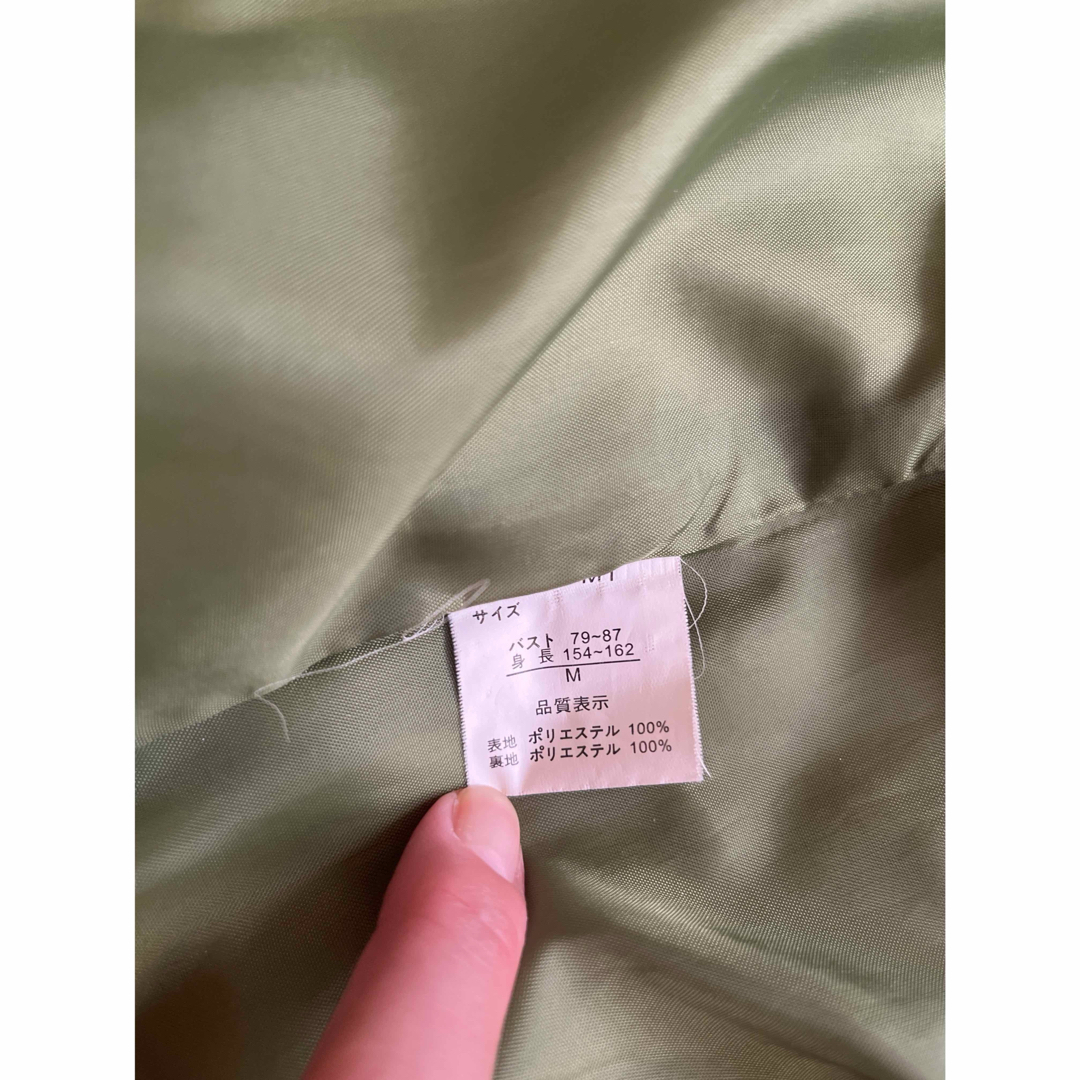 サイズ
バスト 79~87
身長 154~162
M
品質表示
表地 ポリエステル 100%
裏地 ポリエステル 100%